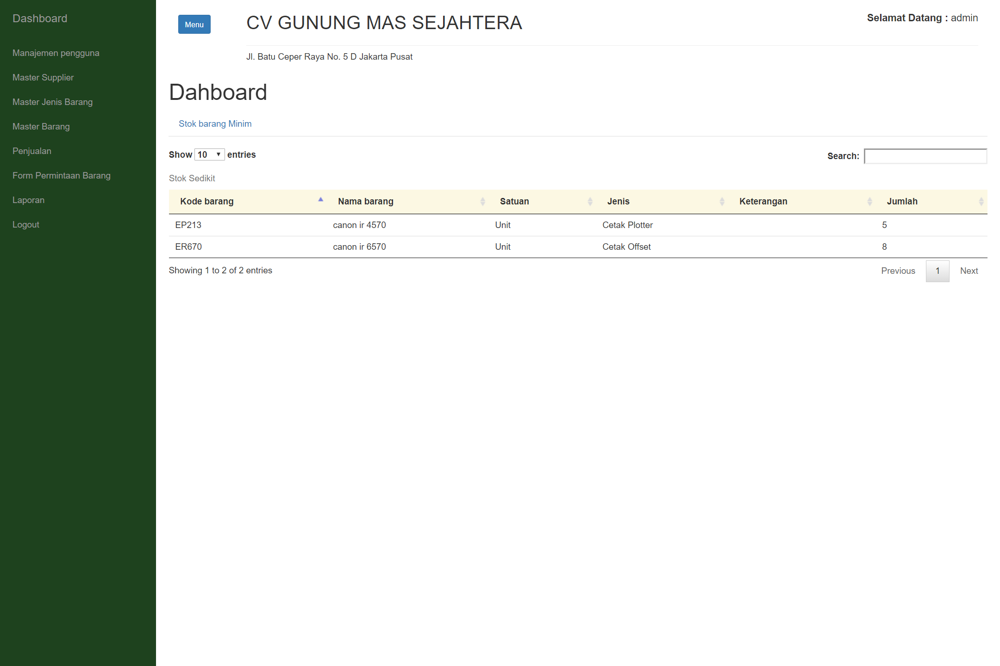 Dashboard
Manajemen pengguna
Master Supplier
Master Jenis Barang
Master Barang
Penjualan
Form Permintaan Barang
Laporan
Logout
Menu
CV GUNUNG MAS SEJAHTERA
Selamat Datang : admin
Jl. Batu Ceper Raya No. 5 D Jakarta Pusat
Dahboard
Stok barang Minim
Show 10 entries
Search:
Stok Sedikit
Kode barang Nama barang Satuan Jenis Keterangan Jumlah
EP213 canon ir 4570 Unit Cetak Plotter 5
ER670 canon ir 6570 Unit Cetak Offset 8
Showing 1 to 2 of 2 entries
Previous 1 Next